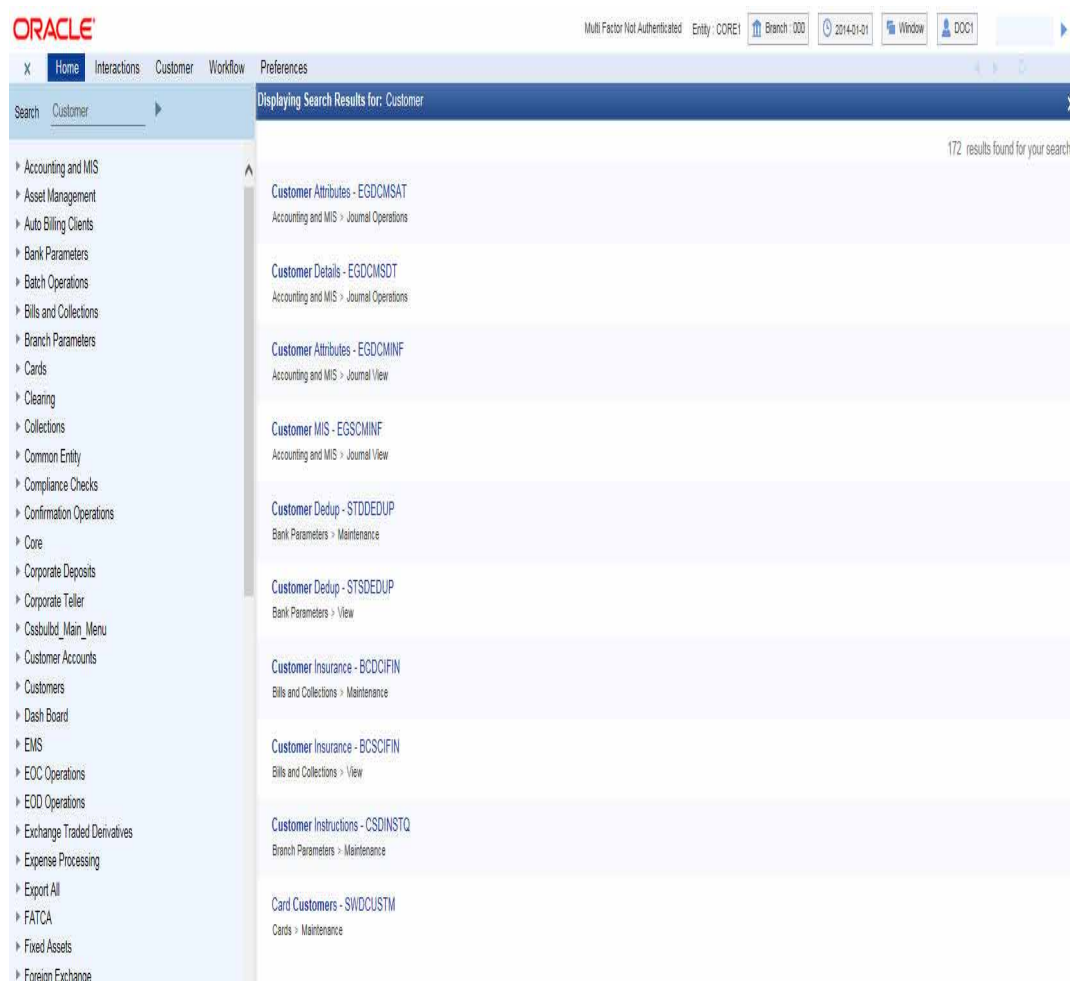 ORACLE
Multi Factor Not Authenticated Entity : CORE1 Branch : 000 2014-01-01 Window DOC1
X Home Interactions Customer Workflow Preferences
Search Customer
Displaying Search Results for: Customer
172 results found for your search
Accounting and MIS
Asset Management
Auto Billing Clients
Bank Parameters
Batch Operations
Bills and Collections
Branch Parameters
Cards
Clearing
Collections
Common Entity
Compliance Checks
Confirmation Operations
Core
Corporate Deposits
Corporate Teller
Cssbulbd_Main_Menu
Customer Accounts
Customers
Dash Board
EMS
EOC Operations
EOD Operations
Exchange Traded Derivatives
Expense Processing
Export All
FATCA
Fixed Assets
Foreign Exchange
Customer Attributes - EGDCMSAT
Accounting and MIS > Journal Operations
Customer Details - EGDCMSDT
Accounting and MIS > Journal Operations
Customer Attributes - EGDCMINF
Accounting and MIS > Journal View
Customer MIS - EGSCMINF
Accounting and MIS > Journal View
Customer Dedup - STDDEDUP
Bank Parameters > Maintenance
Customer Dedup - STSDEDUP
Bank Parameters > View
Customer Insurance - BCDCIFIN
Bills and Collections > Maintenance
Customer Insurance - BCSCIFIN
Bills and Collections > View
Customer Instructions - CSDINSTQ
Branch Parameters > Maintenance
Card Customers - SWDCUSTM
Cards > Maintenance